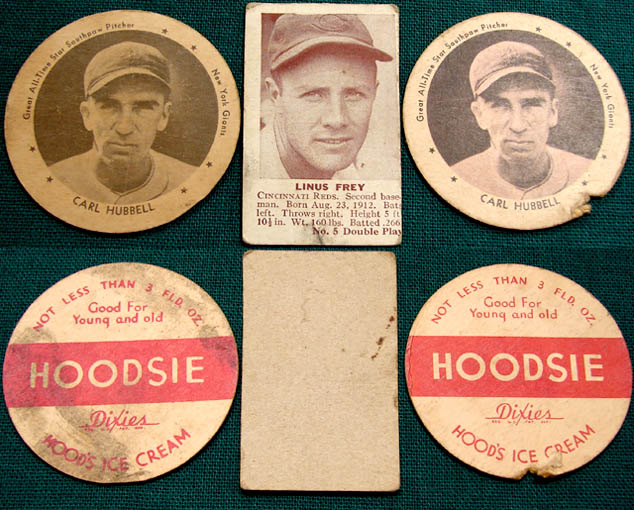 Great All-Time Star Southpaw Pitcher
New York Giants
CARL HUBBELL
LINUS FREY
CINCINNATI REDS. Second base-
man. Born Aug. 23, 1912. Bats
left. Throws right. Height 5 ft
10½ in. Wt. 160 lbs. Batted .266
No. 5 Double Play
Great All-Time Star Southpaw Pitcher
New York Giants
CARL HUBBELL
NOT LESS THAN 3 FLD. OZ.
Good For
Young and old
HOODSIE
Dixies
HOOD'S ICE CREAM
NOT LESS THAN 3 FLD. OZ.
Good For
Young and old
HOODSIE
Dixies
HOOD'S ICE CREAM